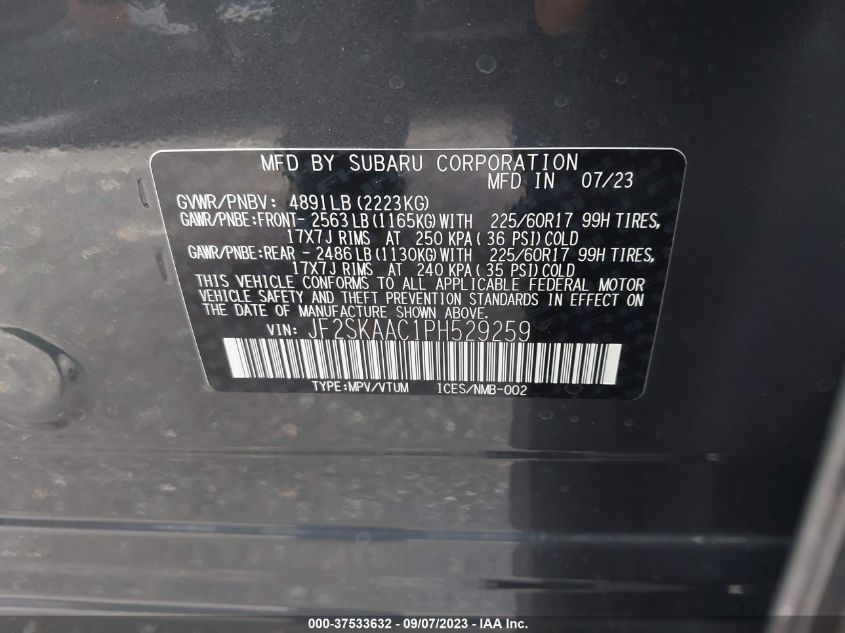 MFD BY SUBARU CORPORATION
MFD IN 07/23
GVWR/PNBV: 4891LB (2223KG)
GAWR/PNBE:FRONT- 2563LB (1165KG) WITH 225/60R17 99H TIRES,
17X7J RIMS AT 250 KPA (36 PSI) COLD
GAWR/PNBE:REAR - 2486LB (1130KG) WITH 225/60R17 99H TIRES,
17X7J RIMS AT 240 KPA (35 PSI) COLD
THIS VEHICLE CONFORMS TO ALL APPLICABLE FEDERAL MOTOR
VEHICLE SAFETY AND THEFT PREVENTION STANDARDS IN EFFECT ON
THE DATE OF MANUFACTURE SHOWN ABOVE.
VIN: JF2SKAAC1PH529259
TYPE:MPV/VTUM ICES/NMB-002
000-37533632 - 09/07/2023 - IAA Inc.